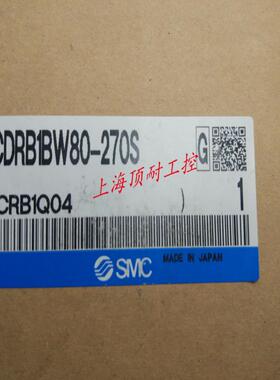 CDRB1BW80-270S
G
上海顶耐工控
CRB1Q04
) 1
SMC
MADE IN JAPAN